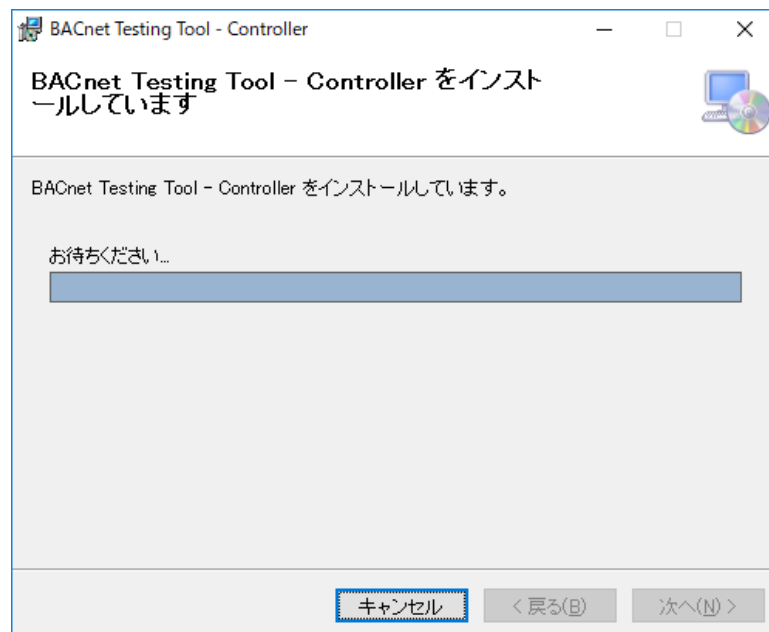 BACnet Testing Tool - Controller
BACnet Testing Tool - Controller をインスト
ールしています
BACnet Testing Tool - Controller をインストールしています。
お待ちください...
キャンセル
< 戻る(B)
次へ(N) >